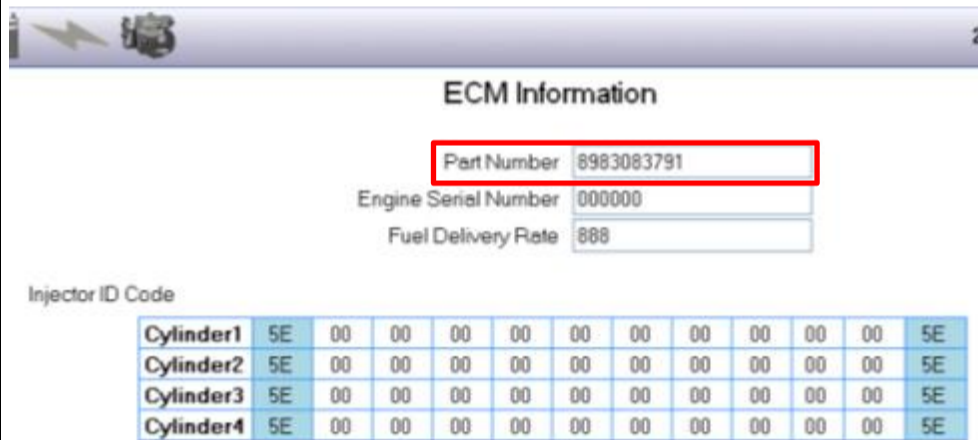 2
ECM Information
Part Number 8983083791
Engine Serial Number 000000
Fuel Delivery Rate 888
Injector ID Code
Cylinder1 5E 00 00 00 00 00 00 00 00 00 00 5E
Cylinder2 5E 00 00 00 00 00 00 00 00 00 00 5E
Cylinder3 5E 00 00 00 00 00 00 00 00 00 00 5E
Cylinder4 5E 00 00 00 00 00 00 00 00 00 00 5E